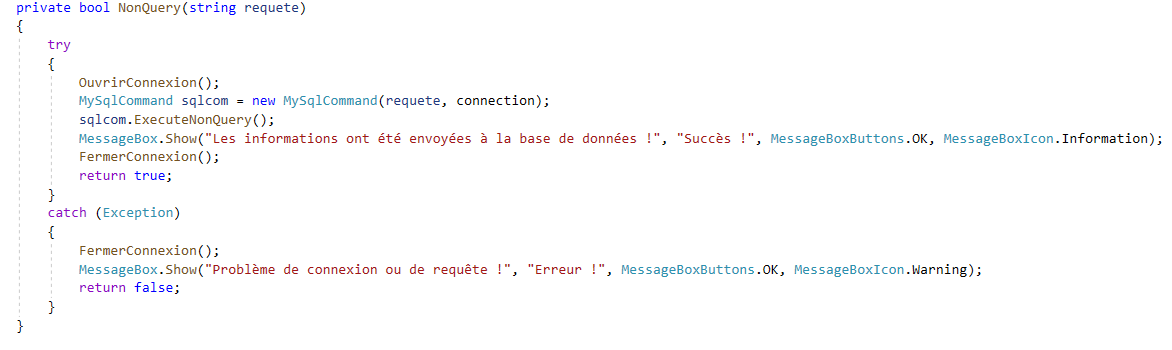 private bool NonQuery(string requete)
{
try
{
OuvrirConnexion();
MySqlCommand sqlcom = new MySqlCommand(requete, connection);
sqlcom.ExecuteNonQuery();
MessageBox.Show("Les informations ont été envoyées à la base de données !", "Succès !", MessageBoxButtons.OK, MessageBoxIcon.Information);
FermerConnexion();
return true;
}
catch (Exception)
{
FermerConnexion();
MessageBox.Show("Problème de connexion ou de requête !", "Erreur !", MessageBoxButtons.OK, MessageBoxIcon.Warning);
return false;
}
}